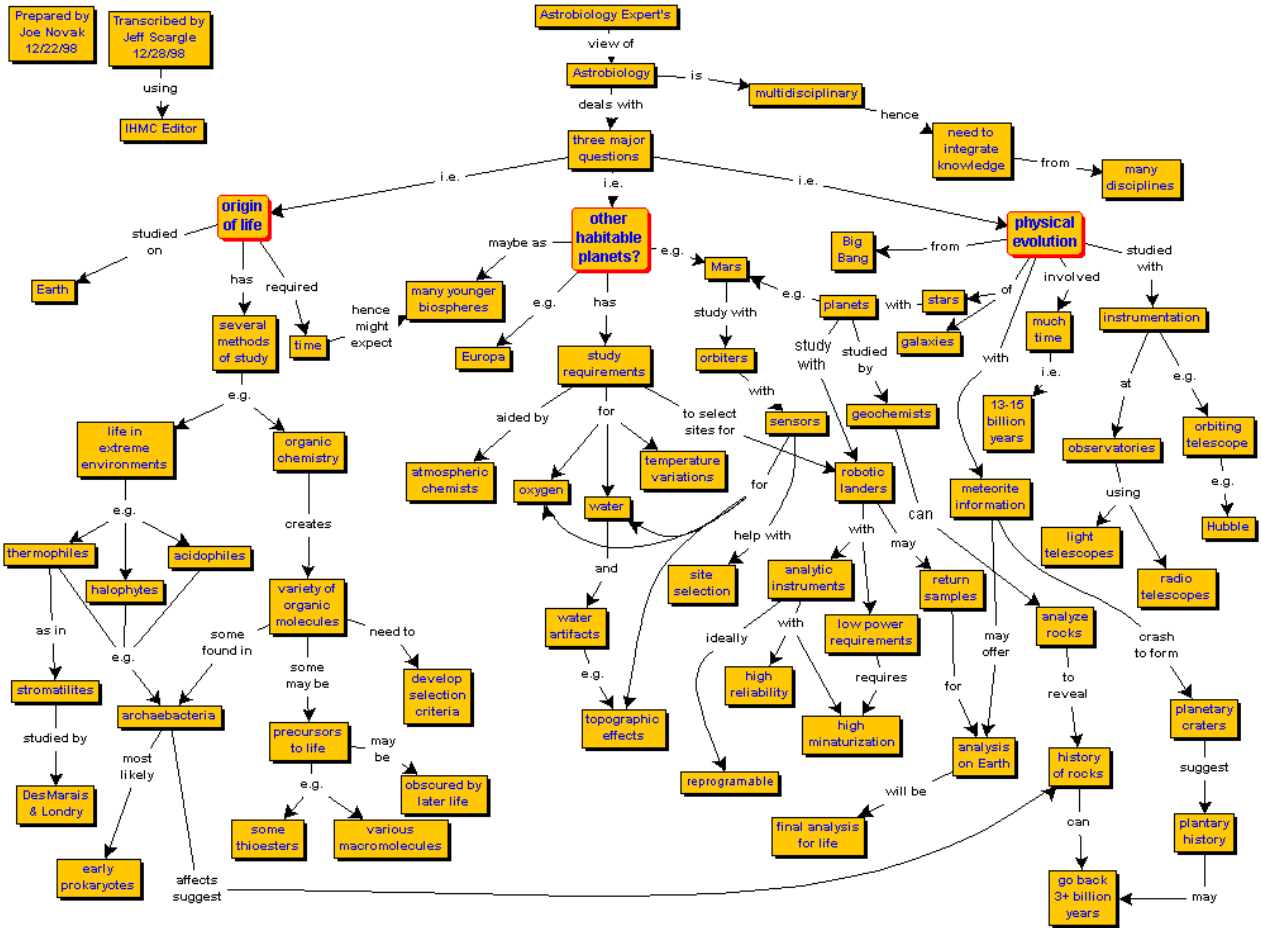 Prepared by
Joe Novak
12/22/98
Transcribed by
Jeff Scargle
12/28/98
using
IHMC Editor
Astrobiology Expert's
view of
Astrobiology
is
multidisciplinary
deals with
hence
need to
integrate
knowledge
from
many
disciplines
three major
questions
i.e.
i.e.
i.e.
origin
of life
other
habitable
planets?
physical
evolution
studied
on
Earth
has
required
several
methods
of study
time
hence
might
expect
maybe as
many younger
biospheres
e.g.
Europa
has
study
requirements
e.g.
Mars
study with
orbiters
with
sensors
e.g.
planets
with
stars
of
galaxies
from
Big
Bang
involved
much
time
i.e.
13-15
billion
years
studied
with
instrumentation
at
e.g.
observatories
orbiting
telescope
e.g.
Hubble
using
light
telescopes
radio
telescopes
study
with
studied
by
geochemists
with
meteorite
information
e.g.
life in
extreme
environments
organic
chemistry
aided by
for
to select
sites for
atmospheric
chemists
oxygen
water
temperature
variations
robotic
landers
for
can
e.g.
thermophiles
halophytes
acidophiles
creates
variety of
organic
molecules
and
water
artifacts
help with
site
selection
with
may
analytic
instruments
return
samples
low power
requirements
analyze
rocks
may
offer
crash
to form
as in
e.g.
some
found in
some
may be
need to
develop
selection
criteria
e.g.
topographic
effects
ideally
with
high
reliability
requires
high
minaturization
for
to
reveal
stromatilites
archaebacteria
precursors
to life
may
be
obscured by
later life
reprogramable
analysis
on Earth
history
of rocks
planetary
craters
suggest
plantary
history
studied by
DesMarais
& Londry
most
likely
early
prokaryotes
e.g.
some
thioesters
various
macromolecules
will be
final analysis
for life
can
affects
suggest
go back
3+ billion
years
may